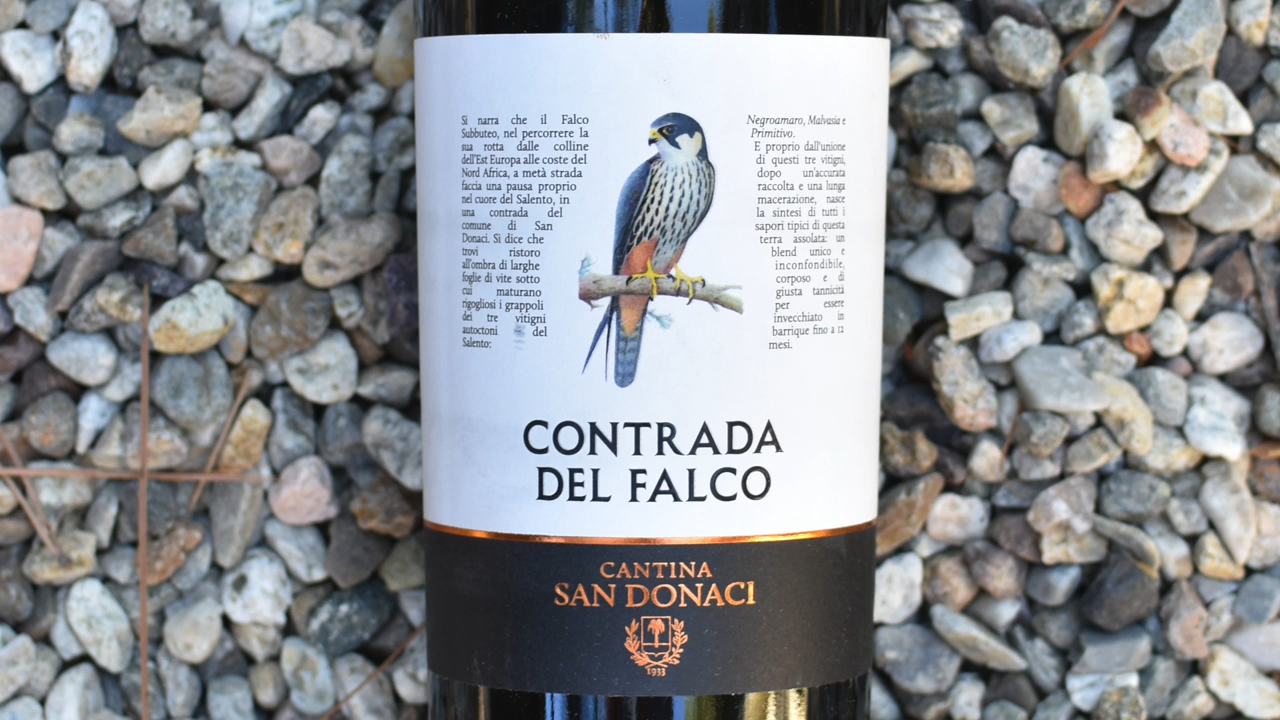 Si narra che il Falco
Subbuteo, nel percorrere la
sua rotta dalle colline
dell'Est Europa alle coste del
Nord Africa, a metà strada
faccia una pausa proprio
nel cuore del Salento, in
una contrada del
comune di San
Donaci. Si dice che
trovi ristoro
all'ombra di larghe
foglie di vite sotto
cui maturano
rigogliosi i grappoli
dei tre vitigni
autoctoni del
Salento:
Negroamaro, Malvasia e
Primitivo.
E proprio dall'unione
di questi tre vitigni,
dopo un'accurata
raccolta e una lunga
macerazione, nasce
la sintesi di tutti i
sapori tipici di questa
terra assolata: un
blend unico e
inconfondibile,
corposo e di
giusta tannicità
per essere
invecchiato in
barrique fino a 12
mesi.
CONTRADA
DEL FALCO
CANTINA
SAN DONACI
1933